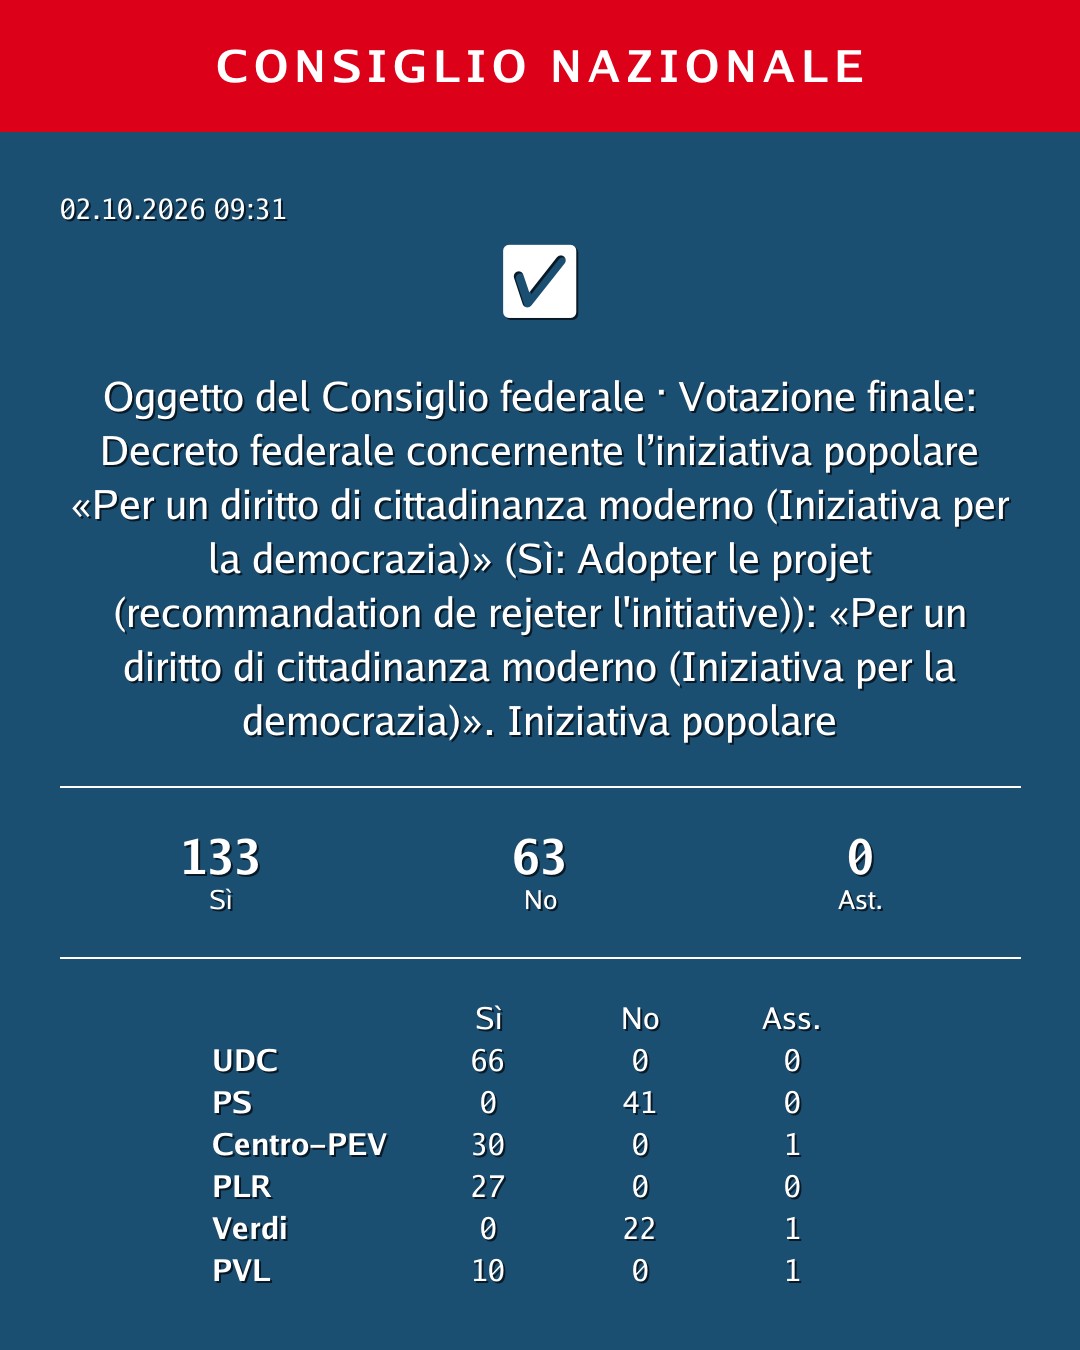 CONSIGLIO NAZIONALE
02.10.2026 09:31
Oggetto del Consiglio federale · Votazione finale:
Decreto federale concernente l’iniziativa popolare
«Per un diritto di cittadinanza moderno (Iniziativa per
la democrazia)» (Sì: Adopter le projet
(recommandation de rejeter l'initiative)): «Per un
diritto di cittadinanza moderno (Iniziativa per la
democrazia)». Iniziativa popolare
133 63 0
Sì No Ast.
Sì No Ass.
UDC 66 0 0
PS 0 41 0
Centro-PEV 30 0 1
PLR 27 0 0
Verdi 0 22 1
PVL 10 0 1